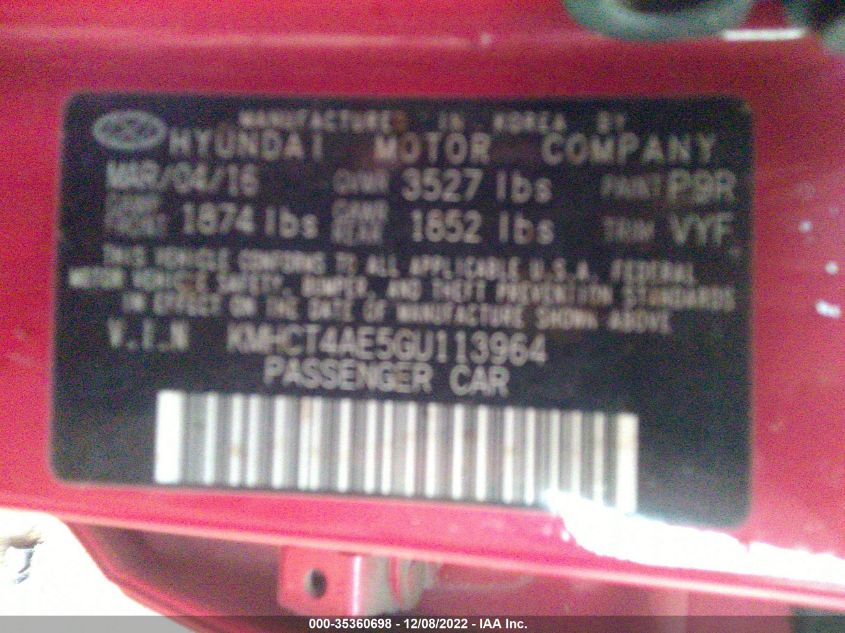 MANUFACTURED IN KOREA BY
HYUNDAI MOTOR COMPANY
MAR/04/16 GVWR 3527 lbs PAINT P9R
GAWR FRONT 1874 lbs GAWR REAR 1852 lbs TRIM VYF
THIS VEHICLE CONFORMS TO ALL APPLICABLE U.S.A. FEDERAL
MOTOR VEHICLE SAFETY, BUMPER, AND THEFT PREVENTION STANDARDS
IN EFFECT ON THE DATE OF MANUFACTURE SHOWN ABOVE
V.I.N KMHCT4AE5GU113964
PASSENGER CAR
000-35360698 - 12/08/2022 - IAA Inc.